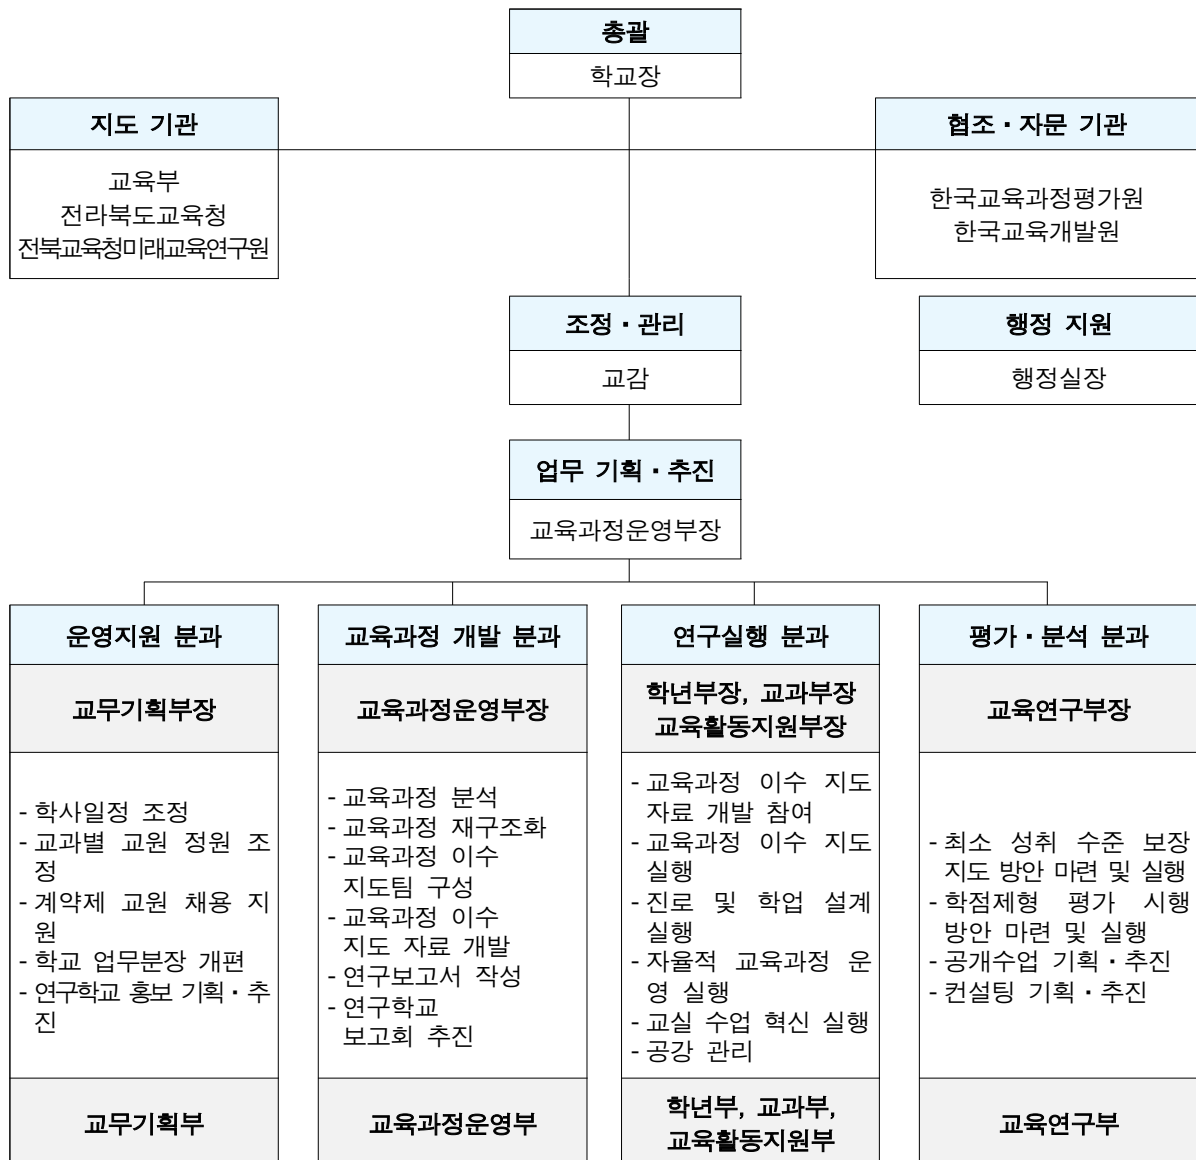 총괄
학교장
지도 기관
교육부
전라북도교육청
전북교육청미래교육연구원
협조·자문 기관
한국교육과정평가원
한국교육개발원
조정·관리
교감
행정 지원
행정실장
업무 기획·추진
교육과정운영부장
운영지원 분과
교무기획부장
- 학사일정 조정
- 교과별 교원 정원 조
정
- 계약제 교원 채용 지
원
- 학교 업무분장 개편
- 연구학교 홍보 기획·추
진
교무기획부
교육과정 개발 분과
교육과정운영부장
- 교육과정 분석
- 교육과정 재구조화
- 교육과정 이수
지도팀 구성
- 교육과정 이수
지도 자료 개발
- 연구보고서 작성
- 연구학교
보고회 추진
교육과정운영부
연구실행 분과
학년부장, 교과부장
교육활동지원부장
- 교육과정 이수 지도
자료 개발 참여
- 교육과정 이수 지도
실행
- 진로 및 학업 설계
실행
- 자율적 교육과정 운
영 실행
- 교실 수업 혁신 실행
- 공강 관리
학년부, 교과부,
교육활동지원부
평가·분석 분과
교육연구부장
- 최소 성취 수준 보장
지도 방안 마련 및 실행
- 학점제형 평가 시행
방안 마련 및 실행
- 공개수업 기획·추진
- 컨설팅 기획·추진
교육연구부